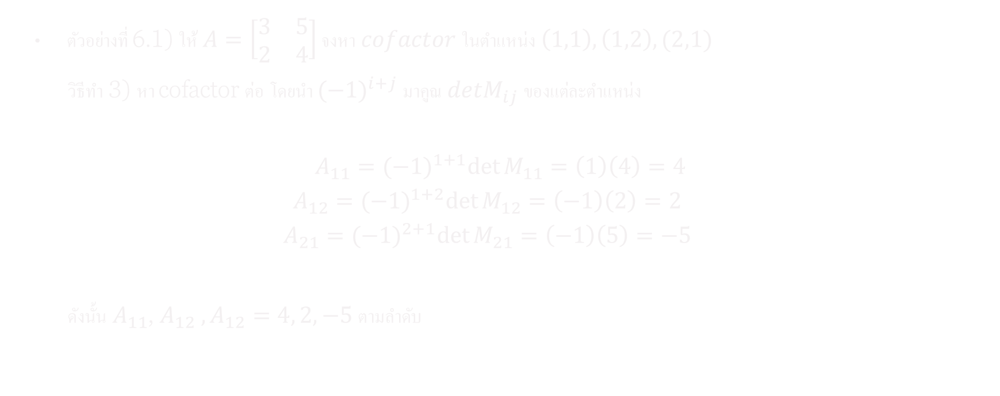 • ตัวอย่างที่ 6.1) ให้ A = [3 5; 2 4] จงหา cofactor ในตำแหน่ง (1,1), (1,2), (2,1)
วิธีทำ 3) หา cofactor ต่อ โดยนำ (−1)^{i+j} มาคูณ detM_{ij} ของแต่ละตำแหน่ง
A_{11} = (−1)^{1+1} det M_{11} = (1)(4) = 4
A_{12} = (−1)^{1+2} det M_{12} = (−1)(2) = 2
A_{21} = (−1)^{2+1} det M_{21} = (−1)(5) = −5
ดังนั้น A_{11}, A_{12} , A_{12} = 4, 2, −5 ตามลำดับ